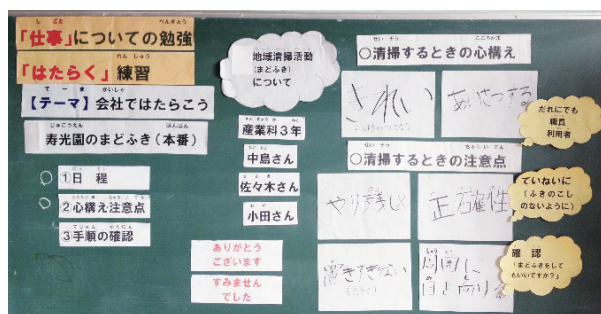 「仕事」についての勉強
「はたらく」練習
【テーマ】会社ではたらこう
寿光園のまどふき（本番）
①日 程
②心構え注意点
③手順の確認
地域清掃活動
（まどふき）
について
産業科３年
中島さん
佐々木さん
小田さん
ありがとう
ございます
すみません
でした
○清掃するときの心構え
きれい
あいさつする
○清掃するときの注意点
やり残し
正確性
周囲に
目を向ける
だれにでも
職員
利用者
ていねいに
（ふきのこし
のないように）
確 認
「まどふきをして
もいいですか？」